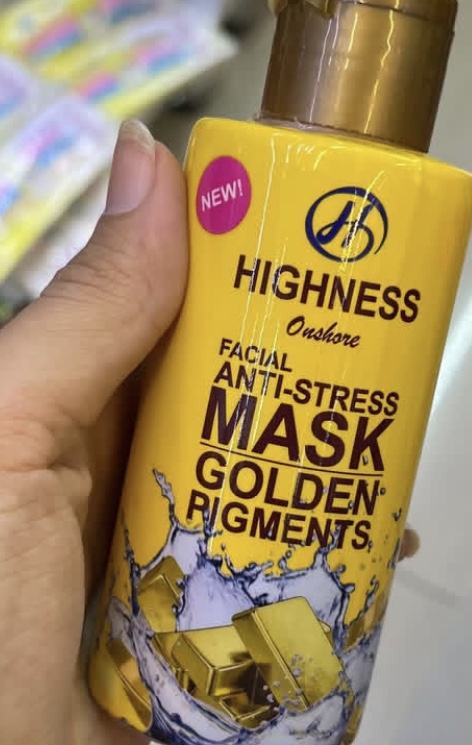 NEW!
H
HIGHNESS
Onshore
FACIAL
ANTI-STRESS
MASK
GOLDEN
PIGMENTS